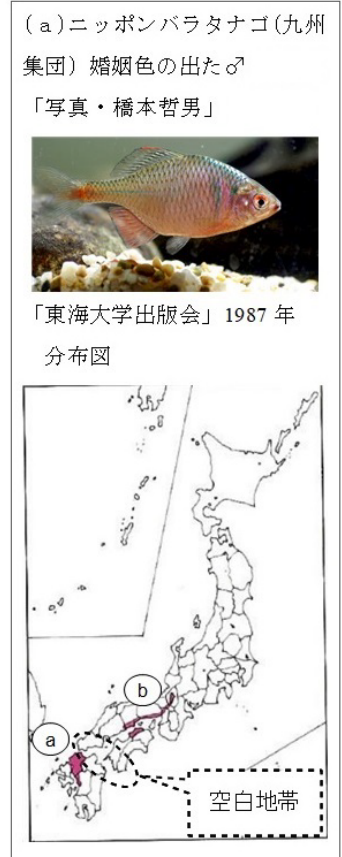 (a)ニッポンバラタナゴ(九州
集団) 婚姻色の出た♂
「写真・橋本哲男」
「東海大学出版会」1987 年
分布図
b
a
空白地帯